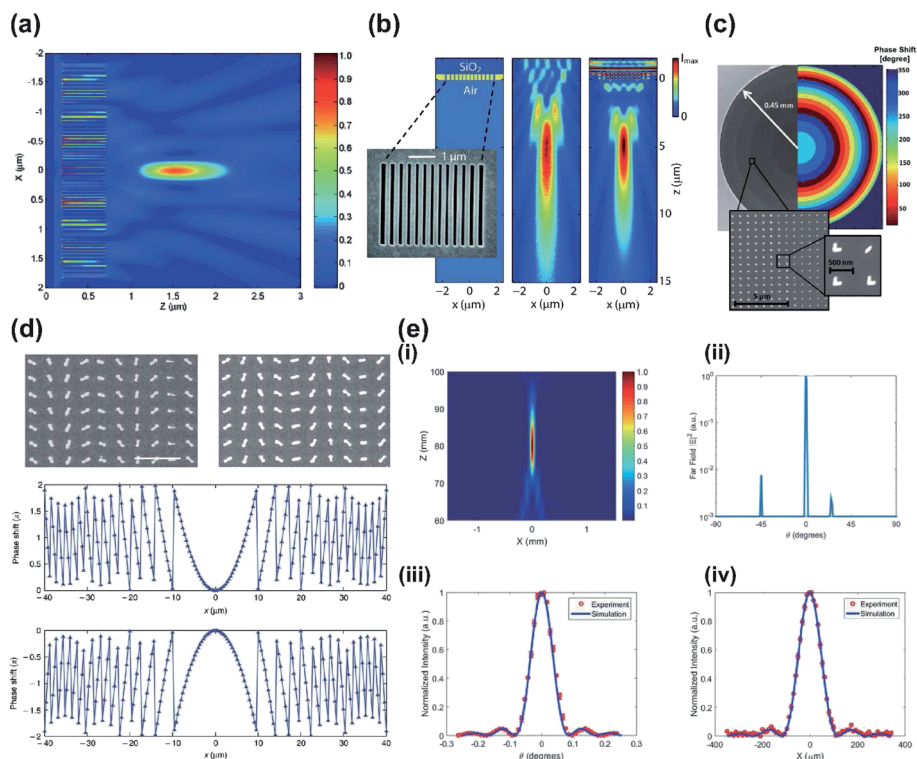 (a)
-2
-1.5
-1
-0.5
0
0.5
1
1.5
2
X (μm)
0 0.5 1 1.5 2 2.5 3
Z (μm)
1.0
0.9
0.8
0.7
0.6
0.5
0.4
0.3
0.2
0.1
0
(b)
SiO2
Air
1 μm
Imax
0
0
5
10
15
z (μm)
−2 0 2
x (μm)
−2 0 2
x (μm)
−2 0 2
x (μm)
(c)
Phase Shift
[degree]
0.45 mm
350
300
250
200
150
100
50
500 nm
5 μm
(d)
2
1.5
1
0.5
0
Phase shift (π)
−40 −30 −20 −10 0 10 20 30 40
x (μm)
0
−0.5
−1
−1.5
−2
Phase shift (π)
−40 −30 −20 −10 0 10 20 30 40
x (μm)
(e)
(i)
100
90
80
70
60
Z (mm)
-1 0 1
X (mm)
1.0
0.9
0.8
0.7
0.6
0.5
0.4
0.3
0.2
0.1
(ii)
10^0
10^-1
10^-2
10^-3
Far Field |E|^2 (a.u.)
-90 -45 0 45 90
θ (degrees)
(iii)
1
0.8
0.6
0.4
0.2
0
Normalized Intensity (a.u.)
Experiment
Simulation
-0.3 -0.2 -0.1 0 0.1 0.2 0.3
θ (degrees)
(iv)
1
0.8
0.6
0.4
0.2
0
Normalized Intensity (a.u.)
Experiment
Simulation
-400 -200 0 200 400
X (μm)